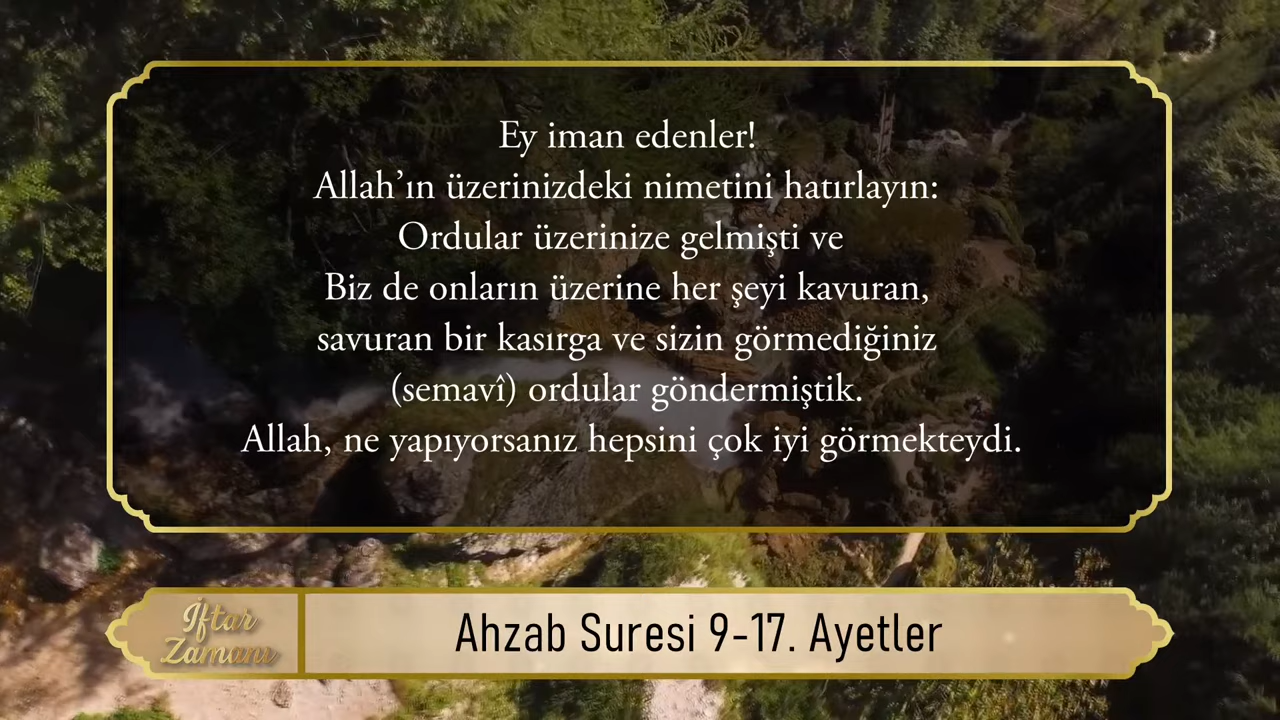 Ey iman edenler!
Allah’ın üzerinizdeki nimetini hatırlayın:
Ordular üzerinize gelmişti ve
Biz de onların üzerine her şeyi kavuran,
savuran bir kasırga ve sizin görmediğiniz
(semavî) ordular göndermiştik.
Allah, ne yapıyorsanız hepsini çok iyi görmekteydi.
İftar
Zamanı
Ahzab Suresi 9-17. Ayetler